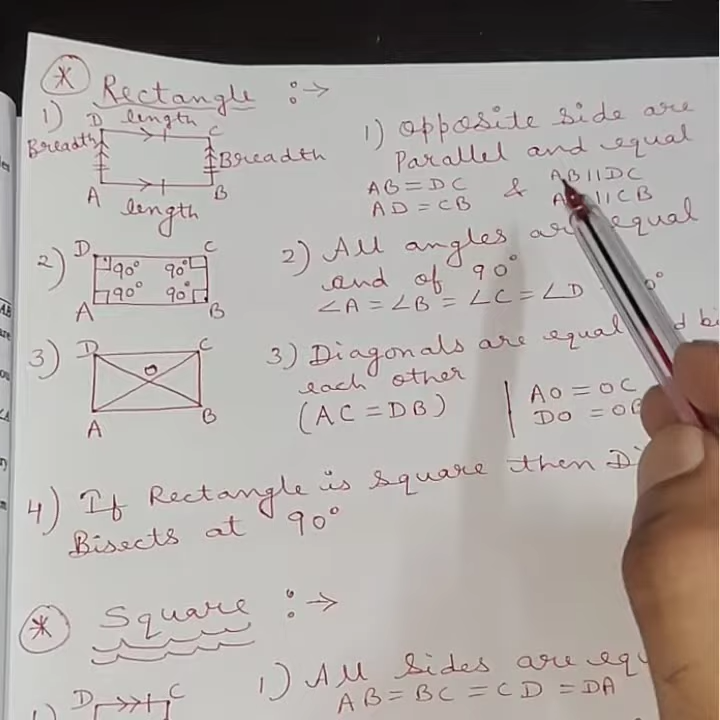 * Rectangle :→
1)
D length C
Breadth Breadth
A B
length
1) Opposite side are
Parallel and equal
AB = DC & AB || DC
AD = CB || CB
2) D C
90° 90°
90° 90°
A B
2) All angles are equal
and of 90°
∠A = ∠B = ∠C = ∠D
3) D C
O
A B
3) Diagonals are equal
each other
(AC = DB) | AO = OC
DO = OB
4) If Rectangle is square then
Bisects at 90°
* Square :→
1) D C
1) All Sides are
AB = BC = CD = DA